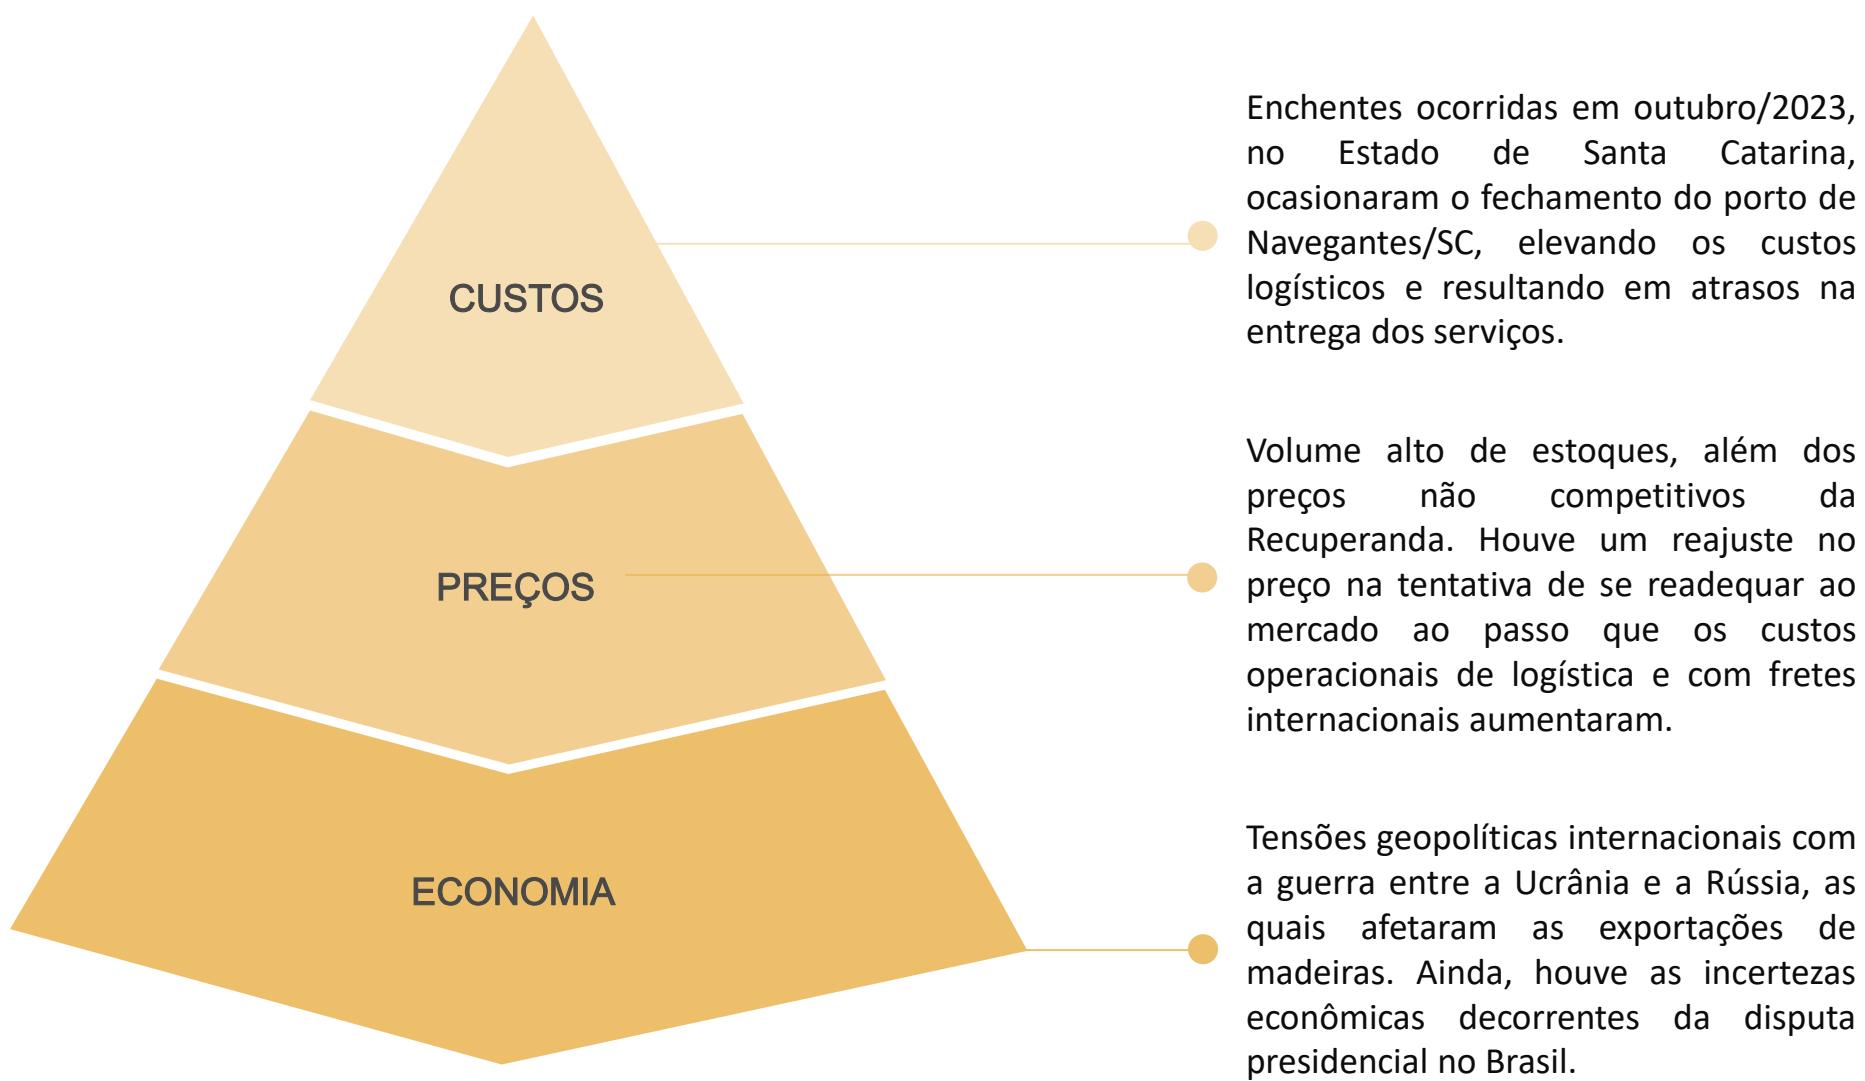 CUSTOS
Enchentes ocorridas em outubro/2023,
no Estado de Santa Catarina,
ocasionaram o fechamento do porto de
Navegantes/SC, elevando os custos
logísticos e resultando em atrasos na
entrega dos serviços.
PREÇOS
Volume alto de estoques, além dos
preços não competitivos da
Recuperanda. Houve um reajuste no
preço na tentativa de se readequar ao
mercado ao passo que os custos
operacionais de logística e com fretes
internacionais aumentaram.
ECONOMIA
Tensões geopolíticas internacionais com
a guerra entre a Ucrânia e a Rússia, as
quais afetaram as exportações de
madeiras. Ainda, houve as incertezas
econômicas decorrentes da disputa
presidencial no Brasil.